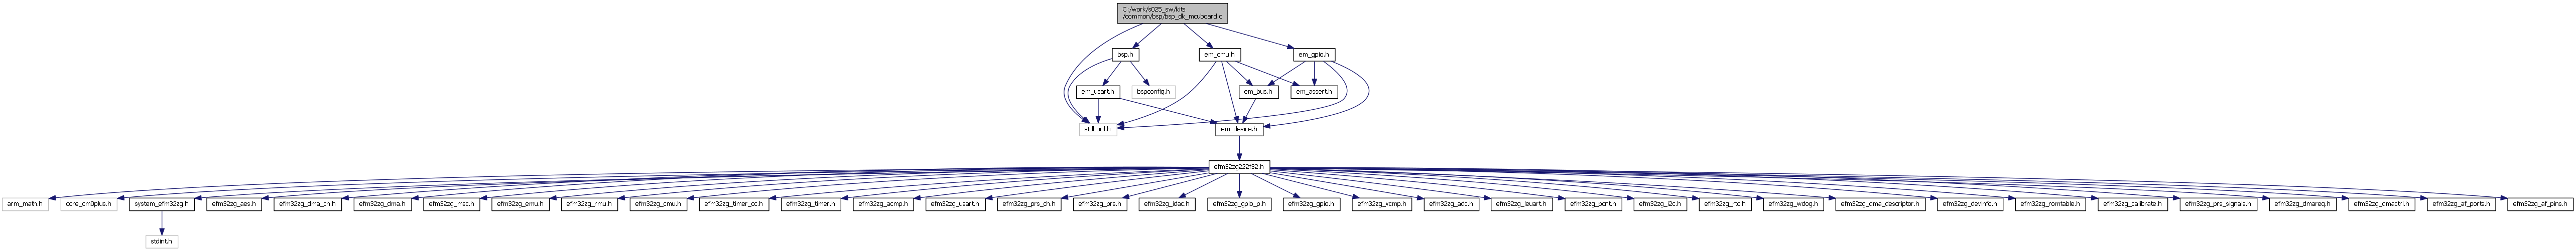 C:/work/s025_sw/kits
/common/bsp/bsp_dk_mcuboard.c
bsp.h
em_cmu.h
em_gpio.h
em_usart.h
bspconfig.h
em_bus.h
em_assert.h
stdbool.h
em_device.h
efm32zg222f32.h
arm_math.h
core_cm0plus.h
system_efm32zg.h
efm32zg_aes.h
efm32zg_dma_ch.h
efm32zg_dma.h
efm32zg_msc.h
efm32zg_emu.h
efm32zg_rmu.h
efm32zg_cmu.h
efm32zg_timer_cc.h
efm32zg_timer.h
efm32zg_acmp.h
efm32zg_usart.h
efm32zg_prs_ch.h
efm32zg_prs.h
efm32zg_idac.h
efm32zg_gpio_p.h
efm32zg_gpio.h
efm32zg_vcmp.h
efm32zg_adc.h
efm32zg_leuart.h
efm32zg_pcnt.h
efm32zg_i2c.h
efm32zg_rtc.h
efm32zg_wdog.h
efm32zg_dma_descriptor.h
efm32zg_devinfo.h
efm32zg_romtable.h
efm32zg_calibrate.h
efm32zg_prs_signals.h
efm32zg_dmareq.h
efm32zg_dmactrl.h
efm32zg_af_ports.h
efm32zg_af_pins.h
stdint.h